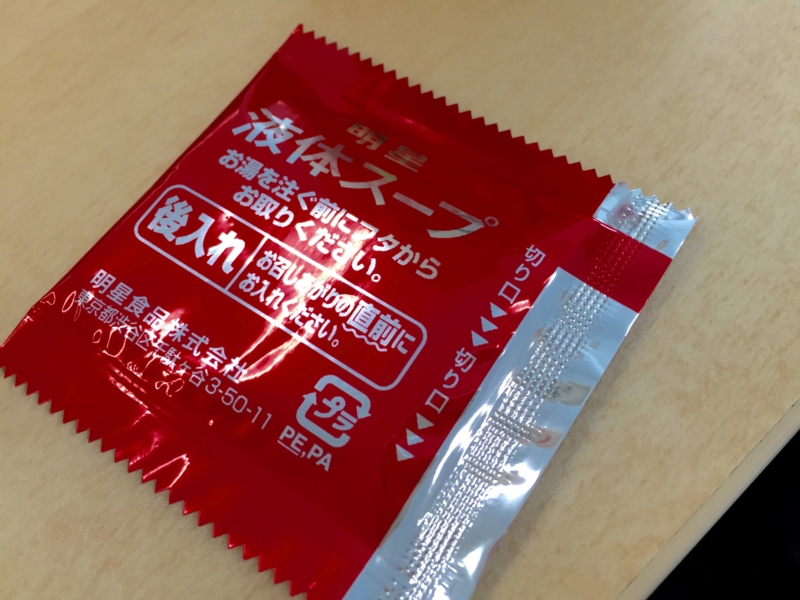 明星
液体スープ
お湯を注ぐ前にフタから
お取りください。
後入れ
お召しあがりの直前に
お入れください。
明星食品株式会社
東京都渋谷区千駄ケ谷3-50-11
プラ
PE,PA
切り口
切り口